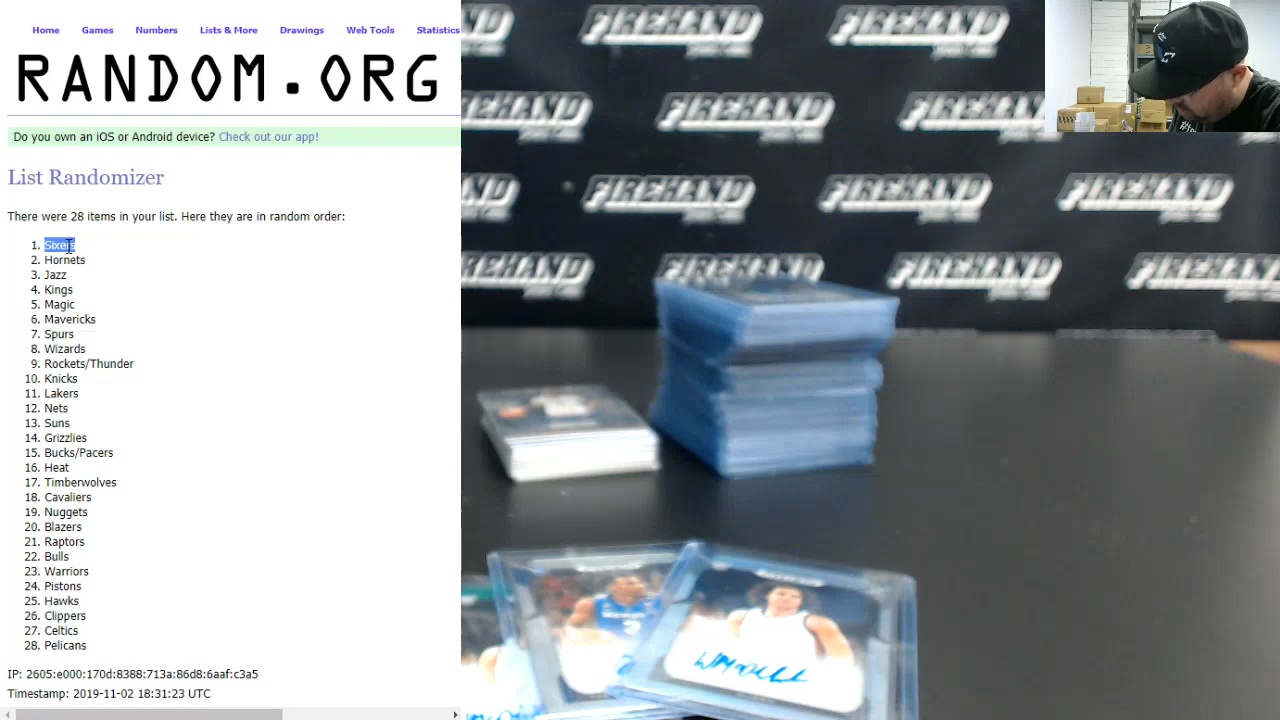 Home Games Numbers Lists & More Drawings Web Tools Statistics
RANDOM.ORG
Do you own an iOS or Android device? Check out our app!
List Randomizer
There were 28 items in your list. Here they are in random order:
1. Sixers
2. Hornets
3. Jazz
4. Kings
5. Magic
6. Mavericks
7. Spurs
8. Wizards
9. Rockets/Thunder
10. Knicks
11. Lakers
12. Nets
13. Suns
14. Grizzlies
15. Bucks/Pacers
16. Heat
17. Timberwolves
18. Cavaliers
19. Nuggets
20. Blazers
21. Raptors
22. Bulls
23. Warriors
24. Pistons
25. Hawks
26. Clippers
27. Celtics
28. Pelicans
IP: 2605:e000:170d:8388:713a:86d8:6aaf:c3a5
Timestamp: 2019-11-02 18:31:23 UTC
FIREHAND FIREHAND
FIREHAND FIREHAND FIREHAND
FIREHAND FIREHAND FIREHAND
FIREHAND FIREHAND FIREHAND